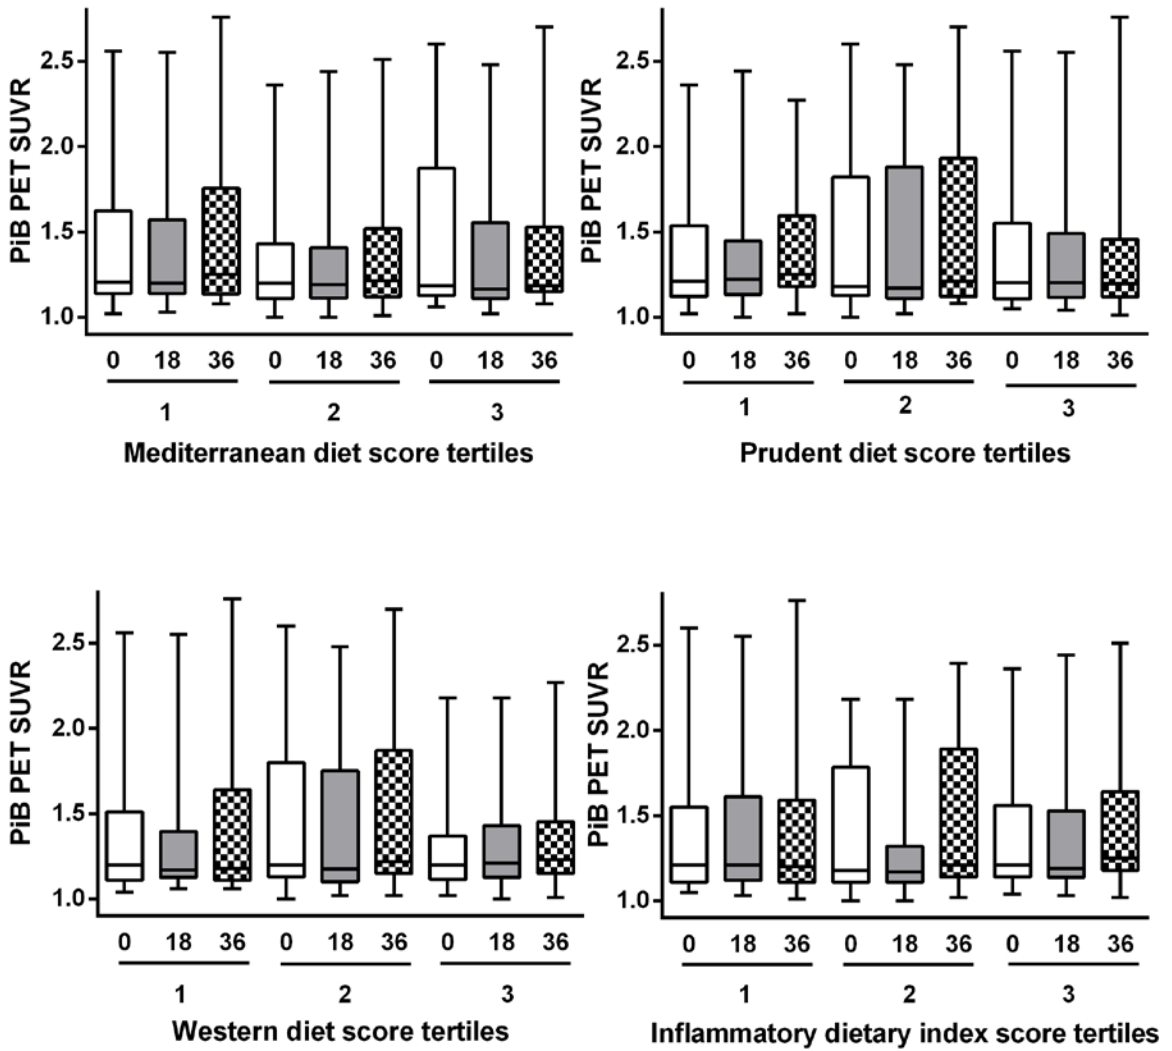 PiB PET SUVR
2.5
2.0
1.5
1.0
0 18 36 0 18 36 0 18 36
1 2 3
Mediterranean diet score tertiles
PiB PET SUVR
2.5
2.0
1.5
1.0
0 18 36 0 18 36 0 18 36
1 2 3
Prudent diet score tertiles
PiB PET SUVR
2.5
2.0
1.5
1.0
0 18 36 0 18 36 0 18 36
1 2 3
Western diet score tertiles
PiB PET SUVR
2.5
2.0
1.5
1.0
0 18 36 0 18 36 0 18 36
1 2 3
Inflammatory dietary index score tertiles